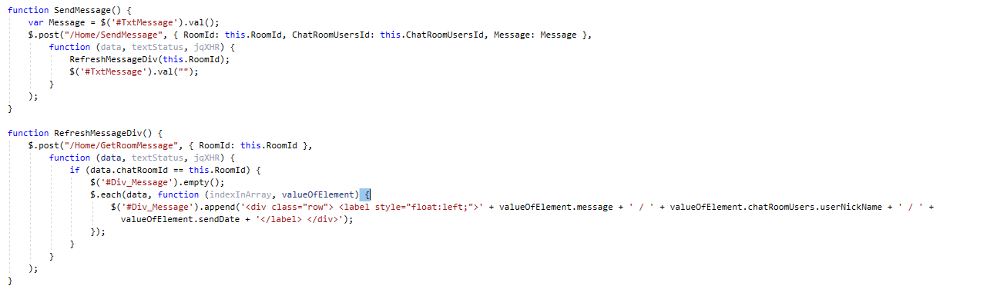 function SendMessage() {
var Message = $('#TxtMessage').val();
$.post("/Home/SendMessage", { RoomId: this.RoomId, ChatRoomUsersId: this.ChatRoomUsersId, Message: Message },
function (data, textStatus, jqXHR) {
RefreshMessageDiv(this.RoomId);
$('#TxtMessage').val("");
}
);
}
function RefreshMessageDiv() {
$.post("/Home/GetRoomMessage", { RoomId: this.RoomId },
function (data, textStatus, jqXHR) {
if (data.chatRoomId == this.RoomId) {
$('#Div_Message').empty();
$.each(data, function (indexInArray, valueOfElement) {
$('#Div_Message').append('<div class="row"> <label style="float:left;">' + valueOfElement.message + ' / ' + valueOfElement.chatRoomUsers.userNickName + ' / ' +
valueOfElement.sendDate + '</label> </div>');
});
}
}
);
}